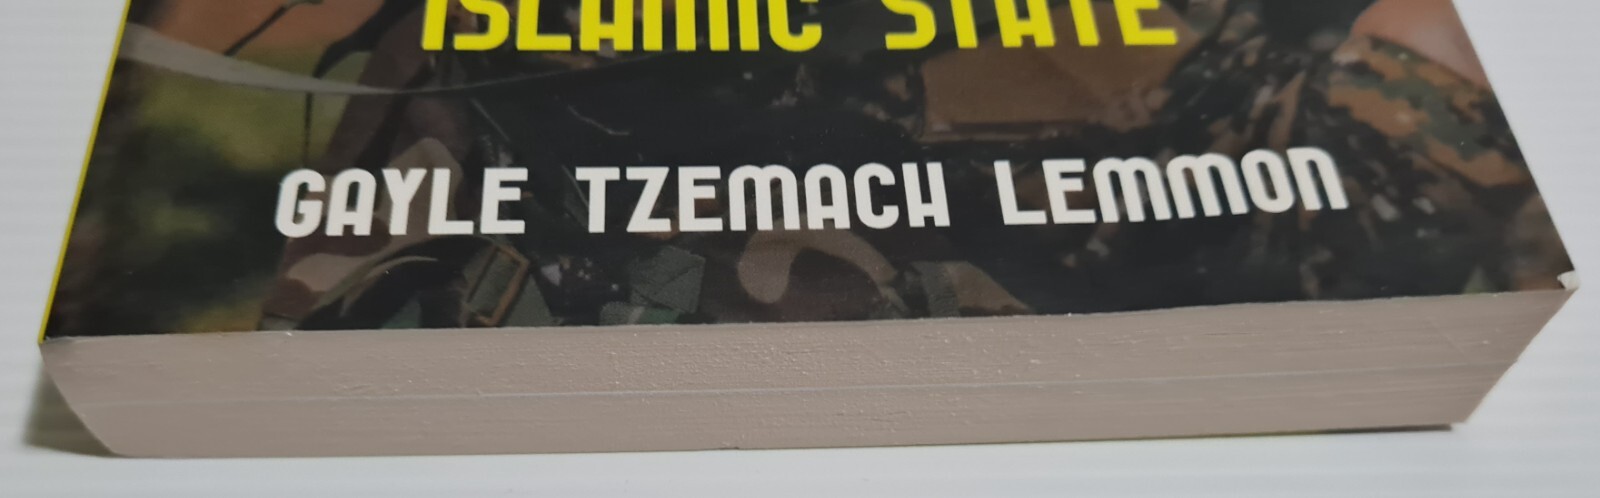 ISLAMIC STATE
GAYLE TZEMACH LEMMON